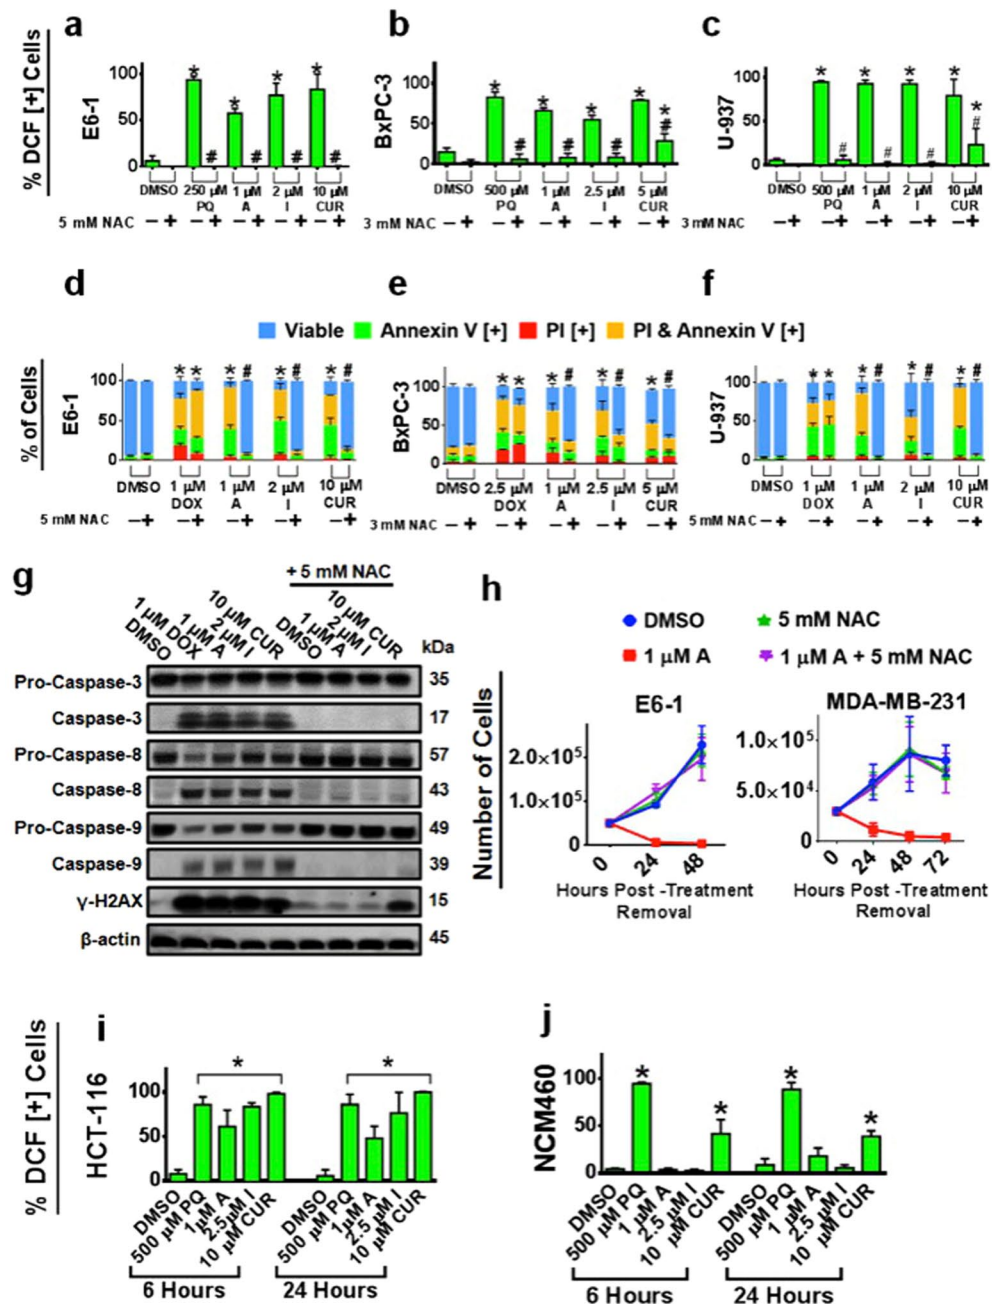 a
% DCF [+] Cells
E6-1
100
50
0
DMSO 250 µM 1 µM 2 µM 10 µM
PQ A I CUR
5 mM NAC – + – + – + – + – +
* * * *
# # # #
b
BxPC-3
100
50
0
DMSO 500 µM 1 µM 2.5 µM 5 µM
PQ A I CUR
3 mM NAC – + – + – + – + – +
* * * * *
# # # #
c
U-937
100
50
0
DMSO 500 µM 1 µM 2 µM 10 µM
PQ A I CUR
3 mM NAC – + – + – + – + – +
* * * * *
# # # #
d e f
Viable Annexin V [+] PI [+] PI & Annexin V [+]
% of Cells
E6-1
100
50
0
* * * # * # * #
DMSO 1 µM 1 µM 2 µM 10 µM
DOX A I CUR
5 mM NAC – + – + – + – + – +
BxPC-3
100
50
0
* * * # * # * #
DMSO 2.5 µM 1 µM 2.5 µM 5 µM
DOX A I CUR
3 mM NAC – + – + – + – + – +
U-937
100
50
0
* * * # * # * #
DMSO 1 µM 1 µM 2 µM 10 µM
DOX A I CUR
5 mM NAC – + – + – + – + – +
g
+ 5 mM NAC
DMSO
1 µM DOX
1 µM A
2 µM I
10 µM CUR
DMSO
1 µM A
2 µM I
10 µM CUR
kDa
Pro-Caspase-3 35
Caspase-3 17
Pro-Caspase-8 57
Caspase-8 43
Pro-Caspase-9 49
Caspase-9 39
γ-H2AX 15
β-actin 45
h
DMSO 5 mM NAC
1 µM A 1 µM A + 5 mM NAC
Number of Cells
E6-1
2.0×10⁵
1.0×10⁵
0
0 24 48
Hours Post -Treatment
Removal
MDA-MB-231
1.0×10⁵
5.0×10⁴
0
0 24 48 72
Hours Post -Treatment
Removal
i
% DCF [+] Cells
HCT-116
100
50
0
* *
DMSO
500 µM PQ
1µM A
2.5µM I
10 µM CUR
DMSO
500 µM PQ
1µM A
2.5 µM I
10 µM CUR
6 Hours 24 Hours
j
NCM460
100
50
0
* * * *
DMSO
500 µM PQ
1 µM A
2.5 µM I
10 µM CUR
DMSO
500 µM PQ
1 µM A
2.5 µM I
10 µM CUR
6 Hours 24 Hours